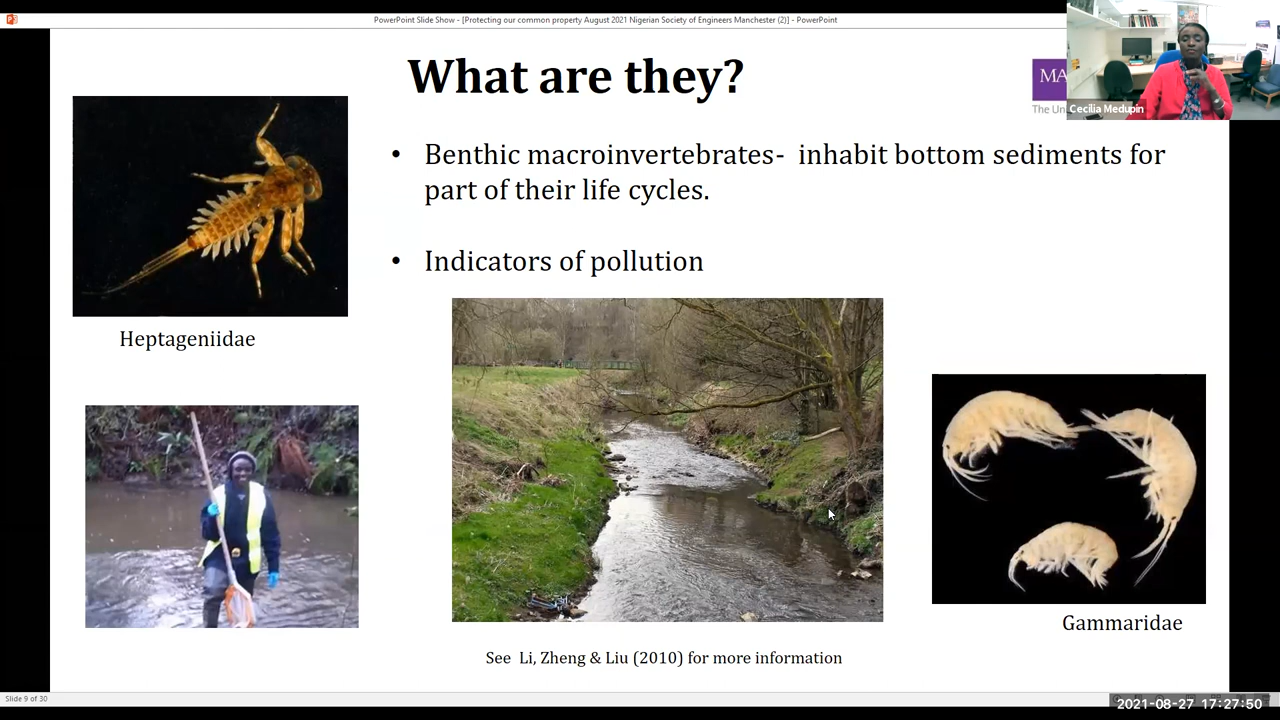 PowerPoint Slide Show - [Protecting our common property August 2021 Nigerian Society of Engineers Manchester (2)] - PowerPoint
What are they?
MA
The Un
Cecilia Medupin
• Benthic macroinvertebrates- inhabit bottom sediments for
part of their life cycles.
• Indicators of pollution
Heptageniidae
Gammaridae
See Li, Zheng & Liu (2010) for more information
Slide 9 of 30
2021-08-27 17:27:50